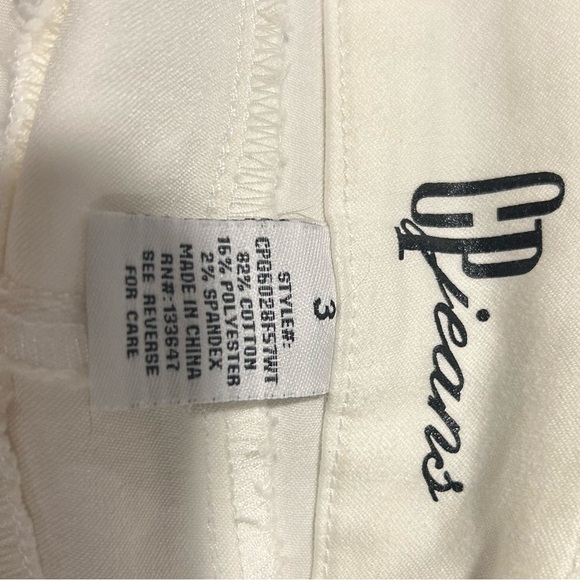 3
STYLE#:
CPG6028F57WT
82% COTTON
16% POLYESTER
2% SPANDEX
MADE IN CHINA
RN#:133647
SEE REVERSE
FOR CARE
CP
jeans